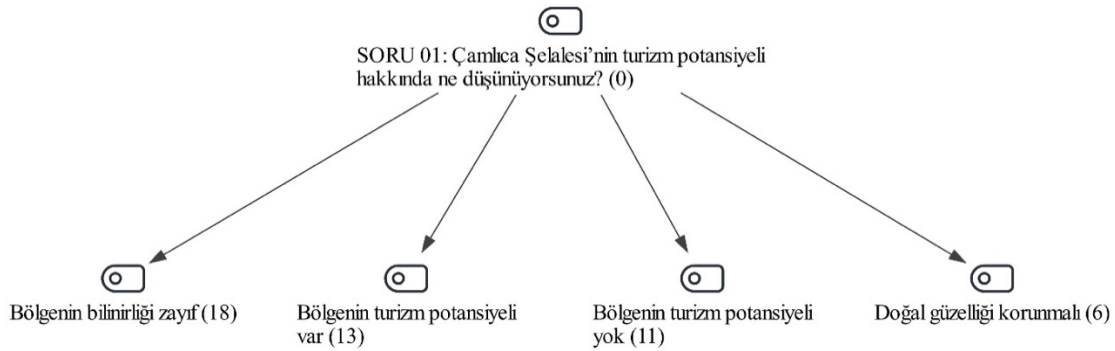 SORU 01: Çamlıca Şelalesi’nin turizm potansiyeli
hakkında ne düşünüyorsunuz? (0)
Bölgenin bilinirliği zayıf (18)
Bölgenin turizm potansiyeli
var (13)
Bölgenin turizm potansiyeli
yok (11)
Doğal güzelliği korunmalı (6)